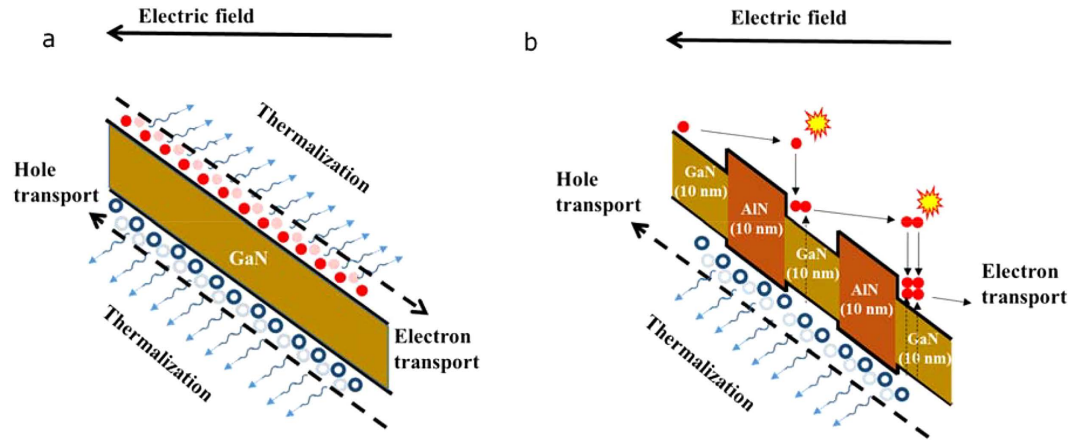 a
Electric field
Thermalization
Hole
transport
GaN
Thermalization
Electron
transport
b
Electric field
Hole
transport
GaN
(10 nm)
AlN
(10 nm)
GaN
(10 nm)
AlN
(10 nm)
GaN
(10 nm)
Electron
transport
Thermalization